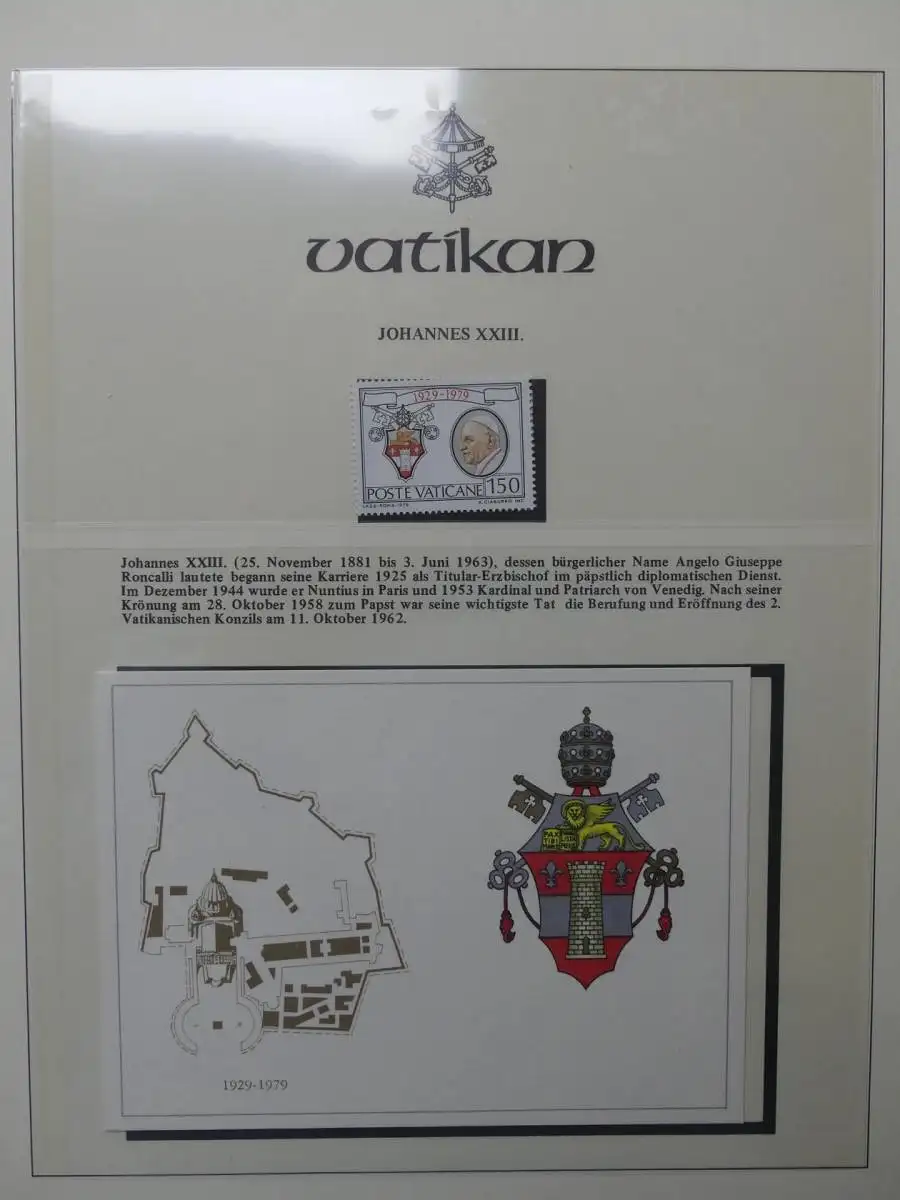 vatikan
JOHANNES XXIII.
1929-1979
POSTE VATICANE 150
Johannes XXIII. (25. November 1881 bis 3. Juni 1963), dessen bürgerlicher Name Angelo Giuseppe
Roncalli lautete begann seine Karriere 1925 als Titular-Erzbischof im päpstlich diplomatischen Dienst.
Im Dezember 1944 wurde er Nuntius in Paris und 1953 Kardinal und Patriarch von Venedig. Nach seiner
Krönung am 28. Oktober 1958 zum Papst war seine wichtigste Tat die Berufung und Eröffnung des 2.
Vatikanischen Konzils am 11. Oktober 1962.
PAX
TIBI
1929-1979